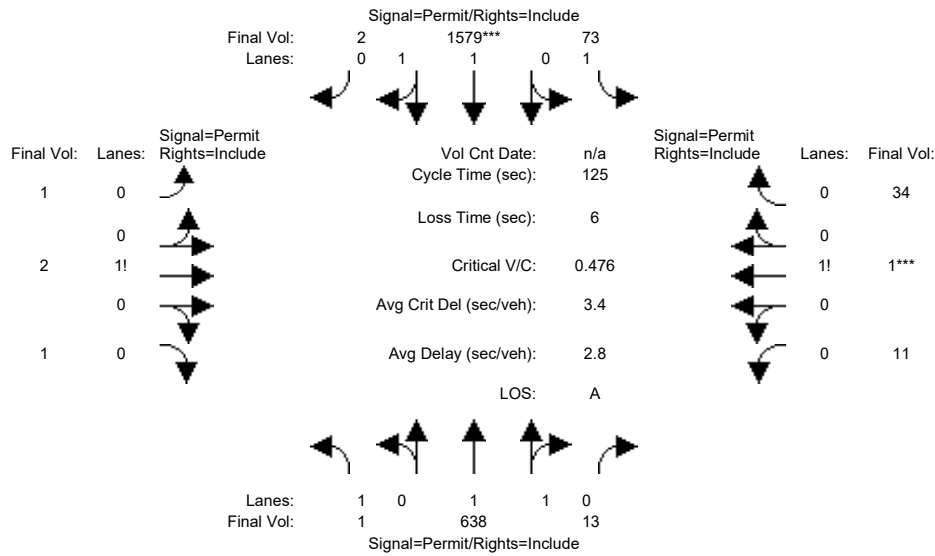 Signal=Permit/Rights=Include
Final Vol: 2 1579*** 73
Lanes: 0 1 1 0 1
Signal=Permit Signal=Permit
Final Vol: Lanes: Rights=Include Vol Cnt Date: n/a Rights=Include Lanes: Final Vol:
Cycle Time (sec): 125
1 0 0 34
Loss Time (sec): 6
0 0
2 1! Critical V/C: 0.476 1! 1***
0 Avg Crit Del (sec/veh): 3.4 0
1 0 Avg Delay (sec/veh): 2.8 0 11
LOS: A
Lanes: 1 0 1 1 0
Final Vol: 1 638 13
Signal=Permit/Rights=Include